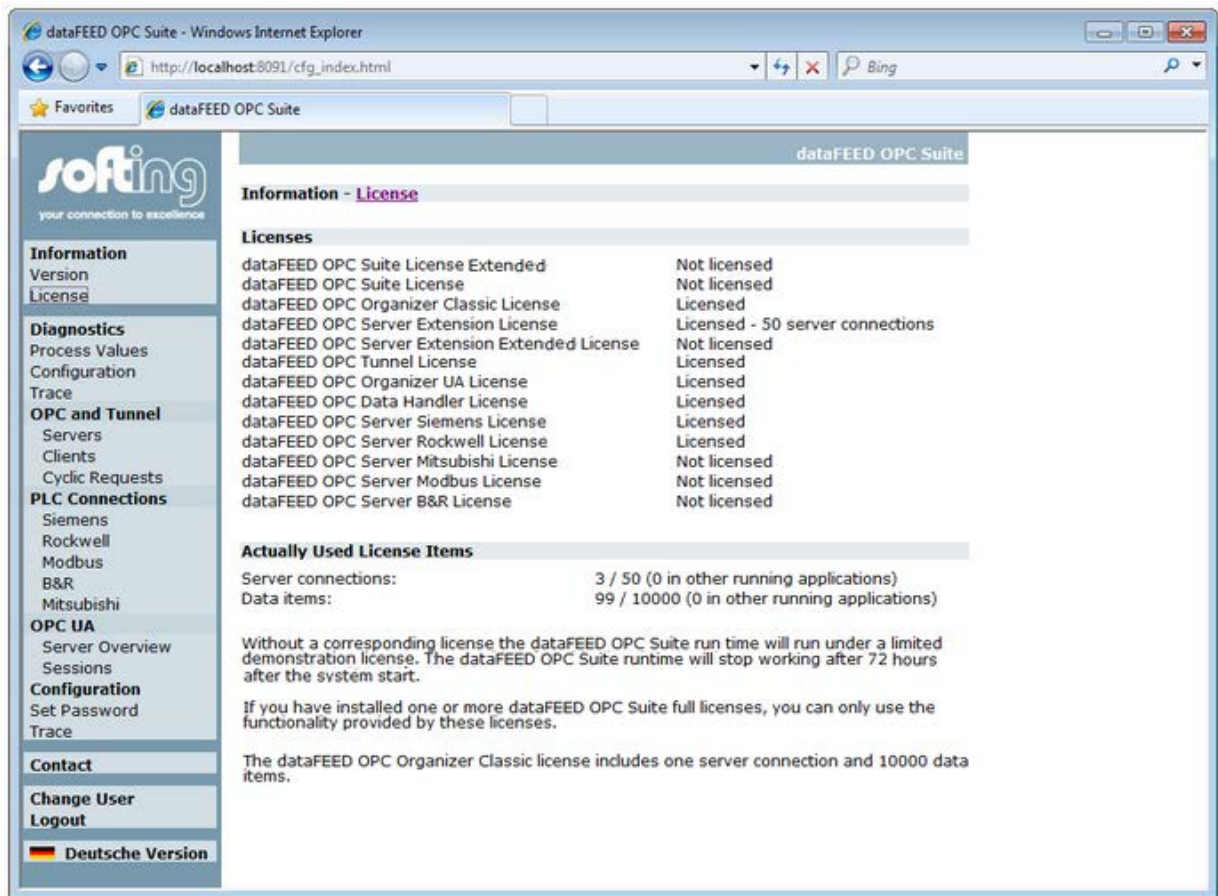 dataFEED OPC Suite - Windows Internet Explorer
http://localhost:8091/cfg_index.html
Bing
Favorites
dataFEED OPC Suite
softing
your connection to excellence
Information
Version
License
Diagnostics
Process Values
Configuration
Trace
OPC and Tunnel
Servers
Clients
Cyclic Requests
PLC Connections
Siemens
Rockwell
Modbus
B&R
Mitsubishi
OPC UA
Server Overview
Sessions
Configuration
Set Password
Trace
Contact
Change User
Logout
Deutsche Version
dataFEED OPC Suite
Information - License
Licenses
dataFEED OPC Suite License Extended Not licensed
dataFEED OPC Suite License Not licensed
dataFEED OPC Organizer Classic License Licensed
dataFEED OPC Server Extension License Licensed - 50 server connections
dataFEED OPC Server Extension Extended License Not licensed
dataFEED OPC Tunnel License Licensed
dataFEED OPC Organizer UA License Licensed
dataFEED OPC Data Handler License Licensed
dataFEED OPC Server Siemens License Licensed
dataFEED OPC Server Rockwell License Licensed
dataFEED OPC Server Mitsubishi License Not licensed
dataFEED OPC Server Modbus License Not licensed
dataFEED OPC Server B&R License Not licensed
Actually Used License Items
Server connections: 3 / 50 (0 in other running applications)
Data items: 99 / 10000 (0 in other running applications)
Without a corresponding license the dataFEED OPC Suite run time will run under a limited
demonstration license. The dataFEED OPC Suite runtime will stop working after 72 hours
after the system start.
If you have installed one or more dataFEED OPC Suite full licenses, you can only use the
functionality provided by these licenses.
The dataFEED OPC Organizer Classic license includes one server connection and 10000 data
items.